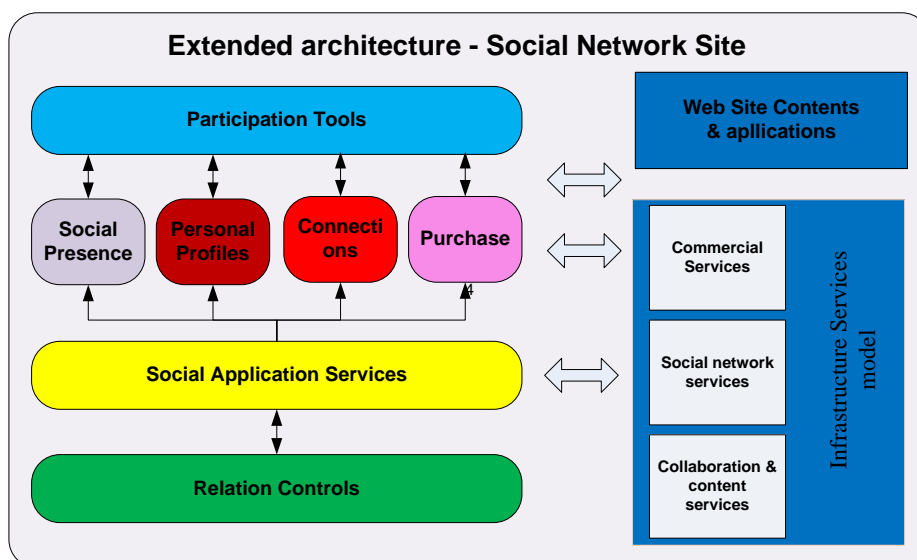 Extended architecture - Social Network Site
Participation Tools
Web Site Contents
& apllications
Social
Presence
Personal
Profiles
Connecti
ons
Purchase
4
Commercial
Services
Social Application Services
Social network
services
Relation Controls
Collaboration &
content
services
Infrastructure Services
model